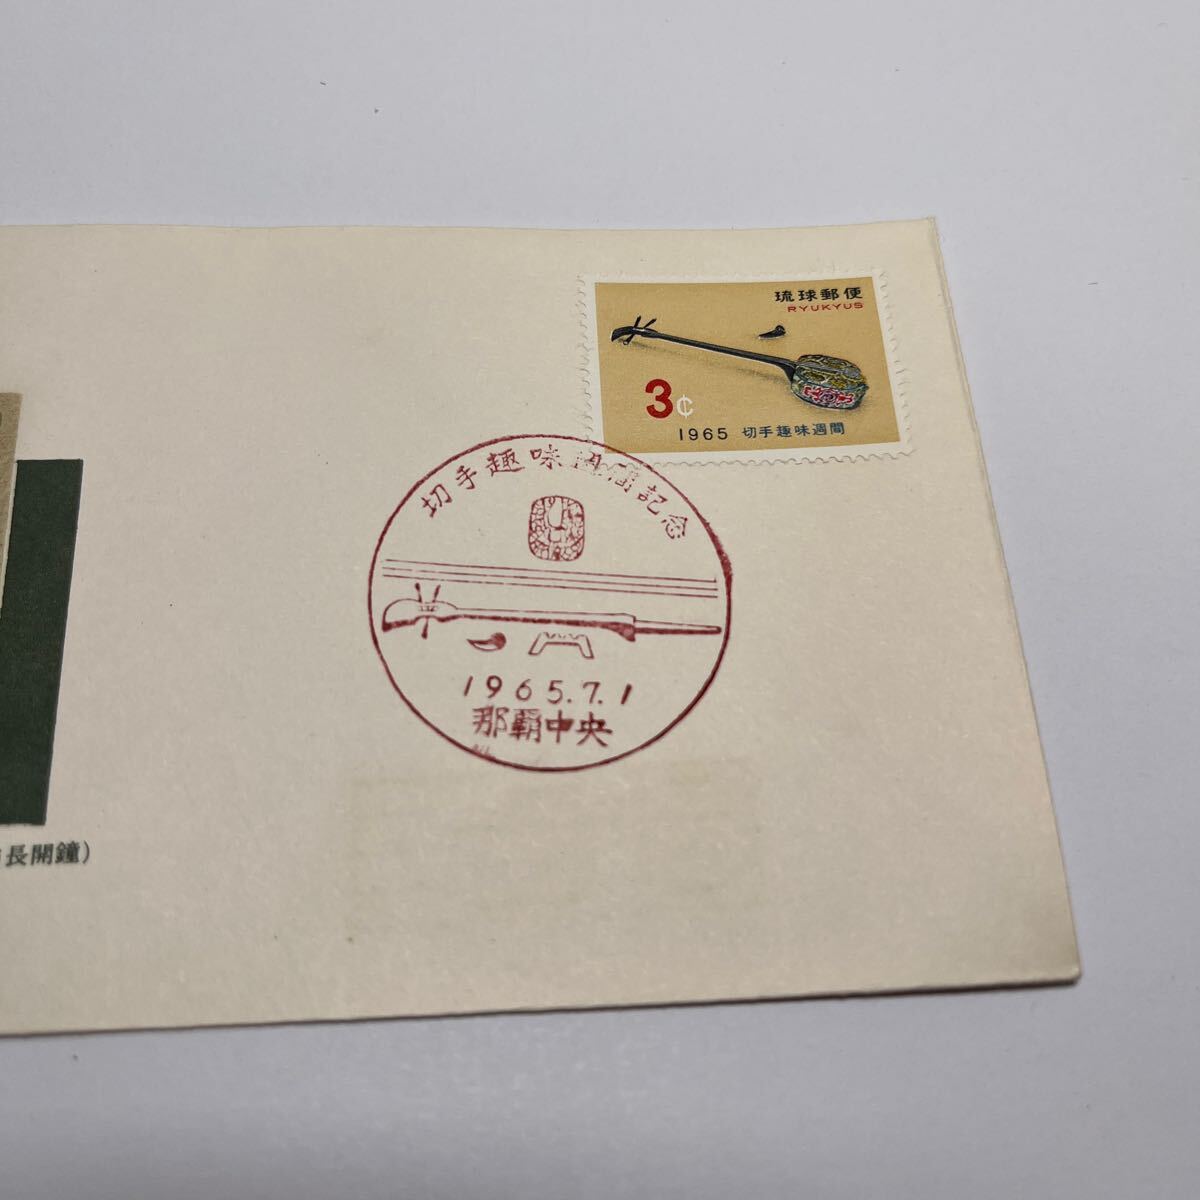 琉球郵便
RYUKYUS
3¢
1965 切手趣味週間
切手趣味週間記念
1965.7.1
那覇中央
長開鐘)